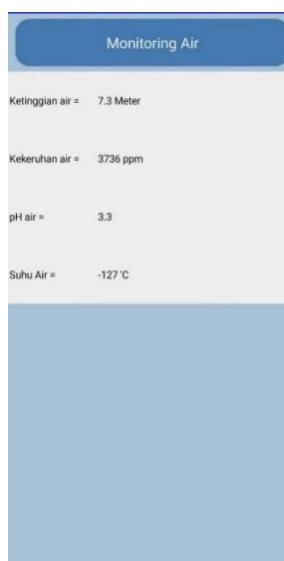 Monitoring Air
Ketinggian air = 7.3 Meter
Kekeruhan air = 3736 ppm
pH air = 3.3
Suhu Air = -127 'C